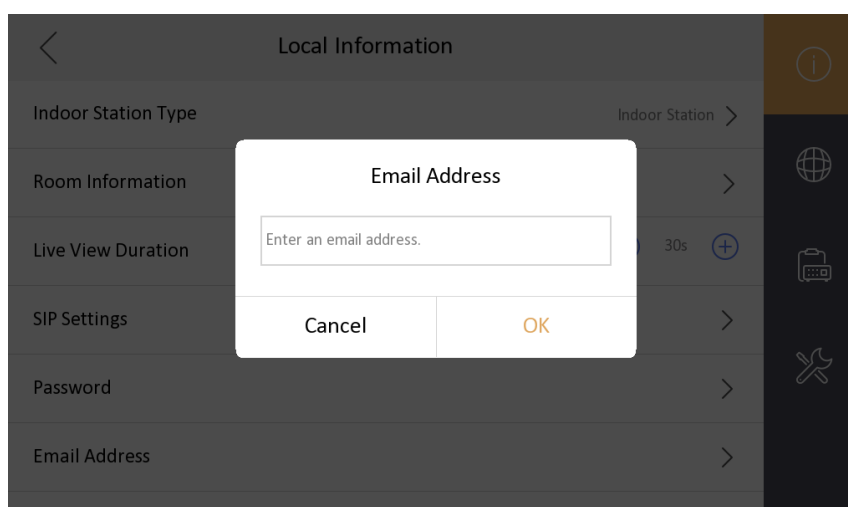 Local Information
Indoor Station Type
Indoor Station
Room Information
Live View Duration
30s
SIP Settings
Password
Email Address
Email Address
Enter an email address.
Cancel
OK